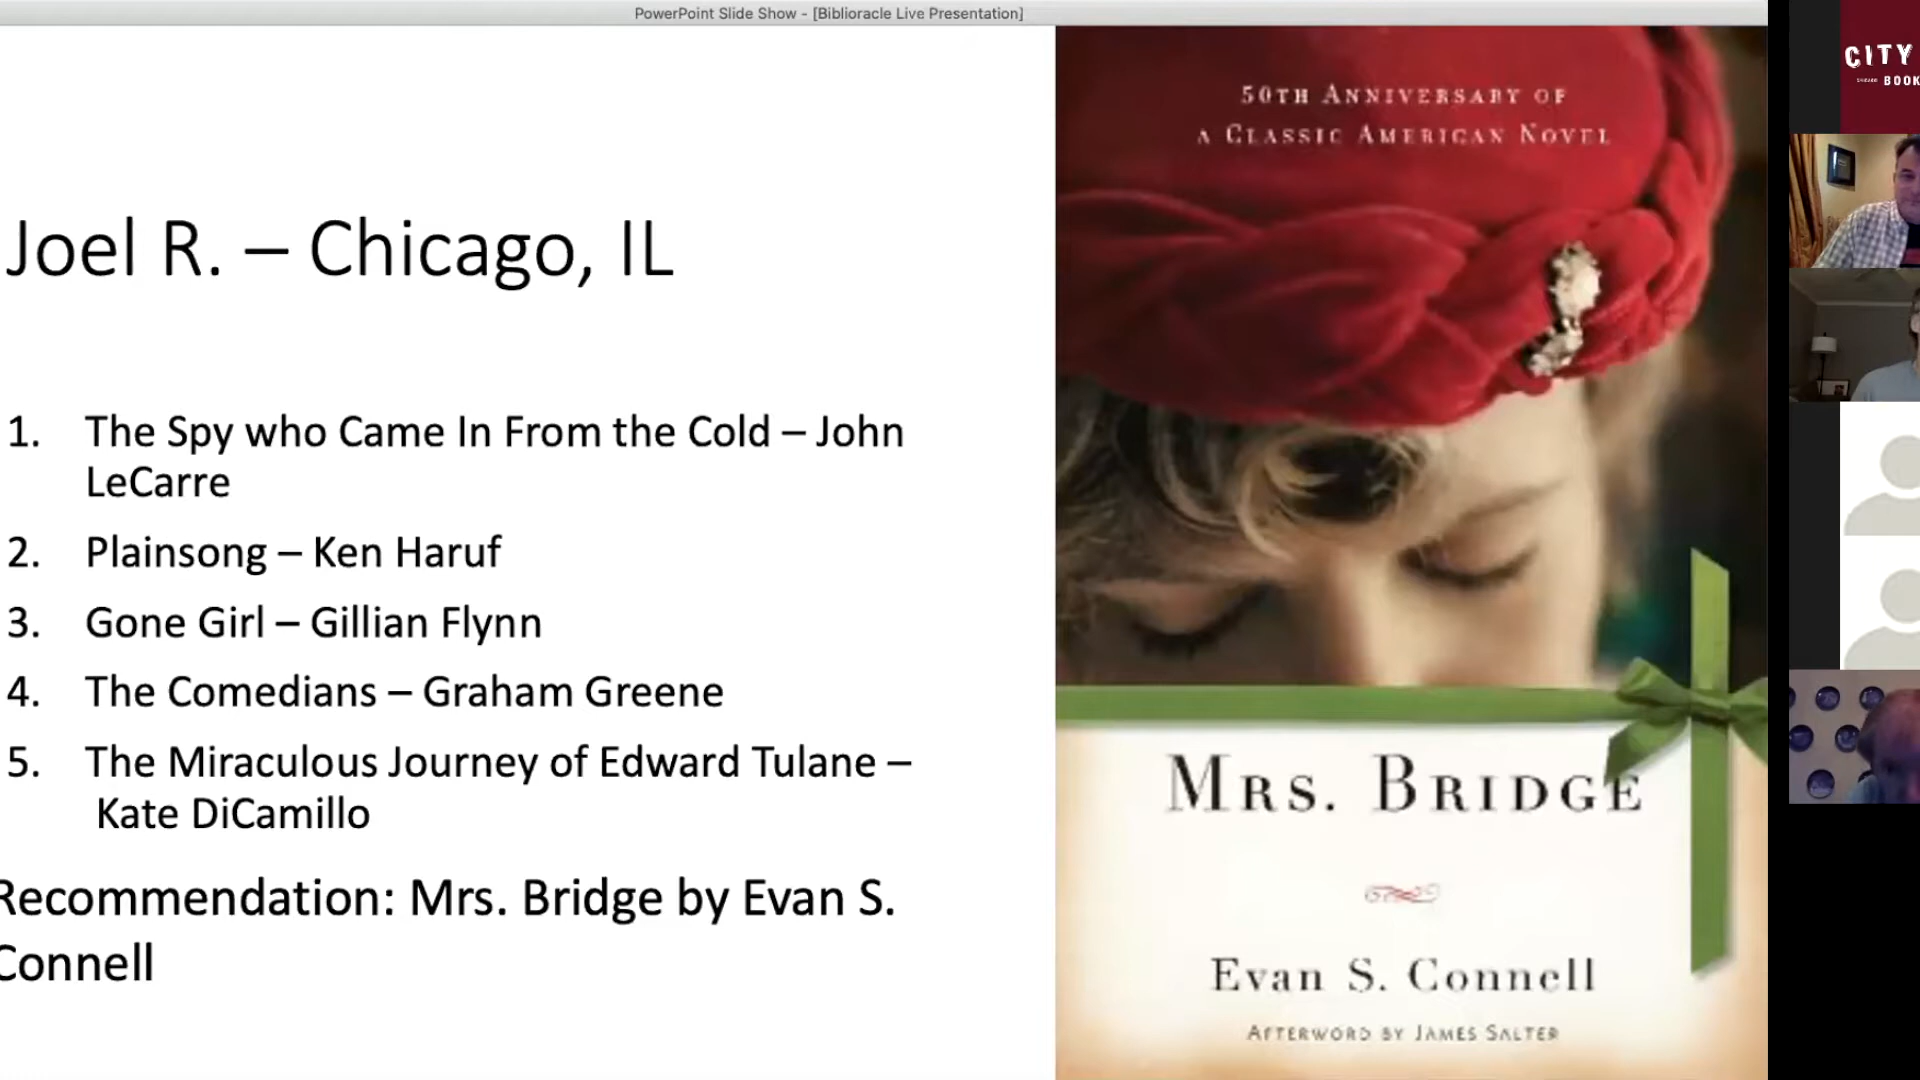 PowerPoint Slide Show - [Biblioracle Live Presentation]
Joel R. – Chicago, IL
1. The Spy who Came In From the Cold – John
LeCarre
2. Plainsong – Ken Haruf
3. Gone Girl – Gillian Flynn
4. The Comedians – Graham Greene
5. The Miraculous Journey of Edward Tulane –
Kate DiCamillo
Recommendation: Mrs. Bridge by Evan S.
Connell
50TH ANNIVERSARY OF
A CLASSIC AMERICAN NOVEL
MRS. BRIDGE
Evan S. Connell
AFTERWORD BY JAMES SALTER
CITY
BOOK